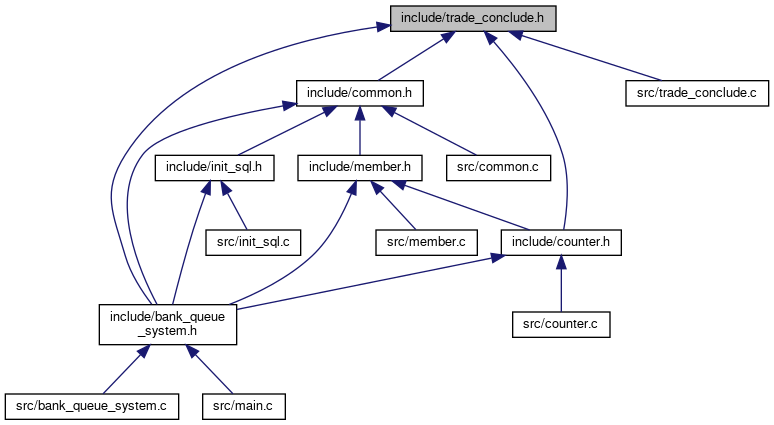 include/trade_conclude.h
include/common.h
src/trade_conclude.c
include/init_sql.h
include/member.h
src/common.c
src/init_sql.c
src/member.c
include/counter.h
include/bank_queue
_system.h
src/counter.c
src/bank_queue_system.c
src/main.c